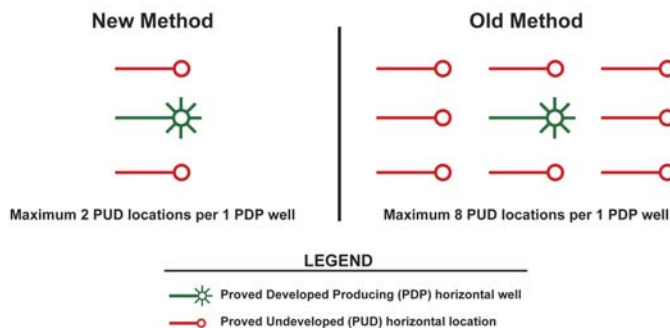 New Method
Old Method
Maximum 2 PUD locations per 1 PDP well
Maximum 8 PUD locations per 1 PDP well
LEGEND
Proved Developed Producing (PDP) horizontal well
Proved Undeveloped (PUD) horizontal location